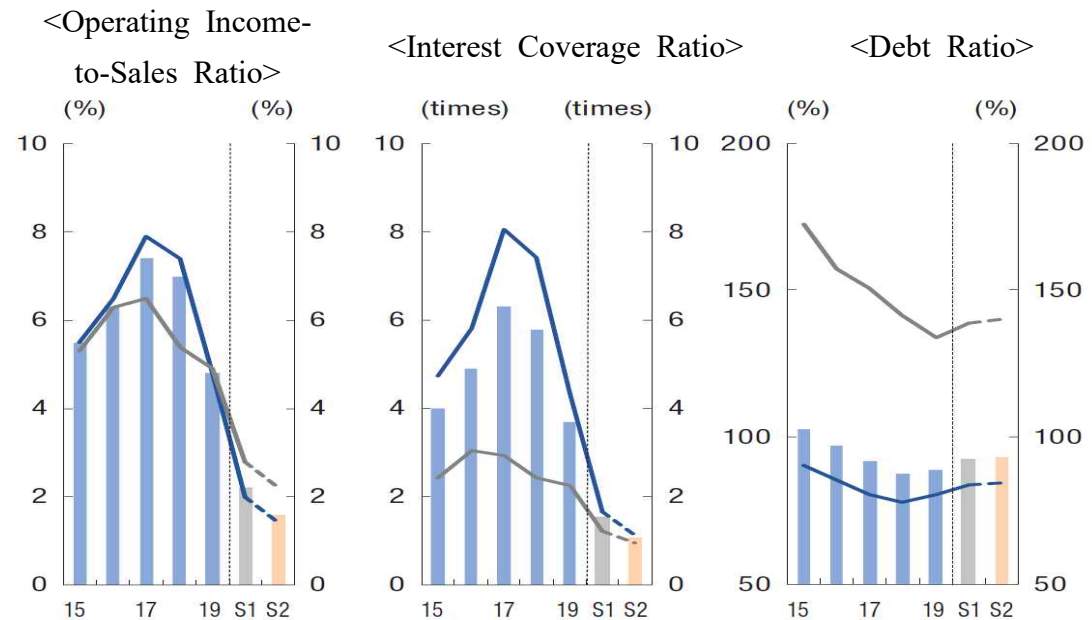 <Operating Income-
to-Sales Ratio>
<Interest Coverage Ratio>
<Debt Ratio>
(%) (%)
(times) (times)
(%) (%)
10 10
8 8
6 6
4 4
2 2
0 0
15 17 19 S1 S2
10 10
8 8
6 6
4 4
2 2
0 0
15 17 19 S1 S2
200 200
150 150
100 100
50 50
15 17 19 S1 S2